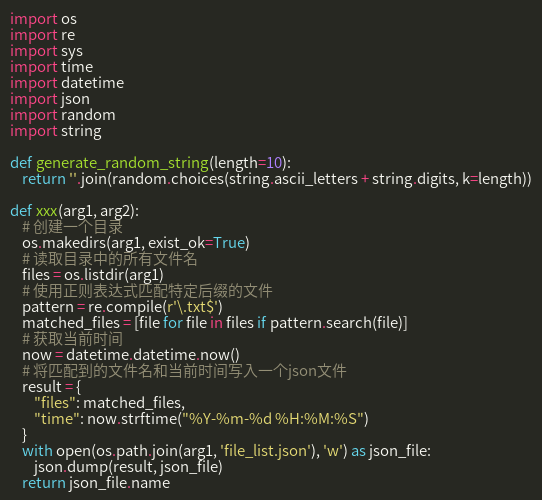 import os
import re
import sys
import time
import datetime
import json
import random
import string

def generate_random_string(length=10):
    return ''.join(random.choices(string.ascii_letters + string.digits, k=length))

def xxx(arg1, arg2):
    # 创建一个目录
    os.makedirs(arg1, exist_ok=True)
    # 读取目录中的所有文件名
    files = os.listdir(arg1)
    # 使用正则表达式匹配特定后缀的文件
    pattern = re.compile(r'\.txt$')
    matched_files = [file for file in files if pattern.search(file)]
    # 获取当前时间
    now = datetime.datetime.now()
    # 将匹配到的文件名和当前时间写入一个json文件
    result = {
        "files": matched_files,
        "time": now.strftime("%Y-%m-%d %H:%M:%S")
    }
    with open(os.path.join(arg1, 'file_list.json'), 'w') as json_file:
        json.dump(result, json_file)
    return json_file.name